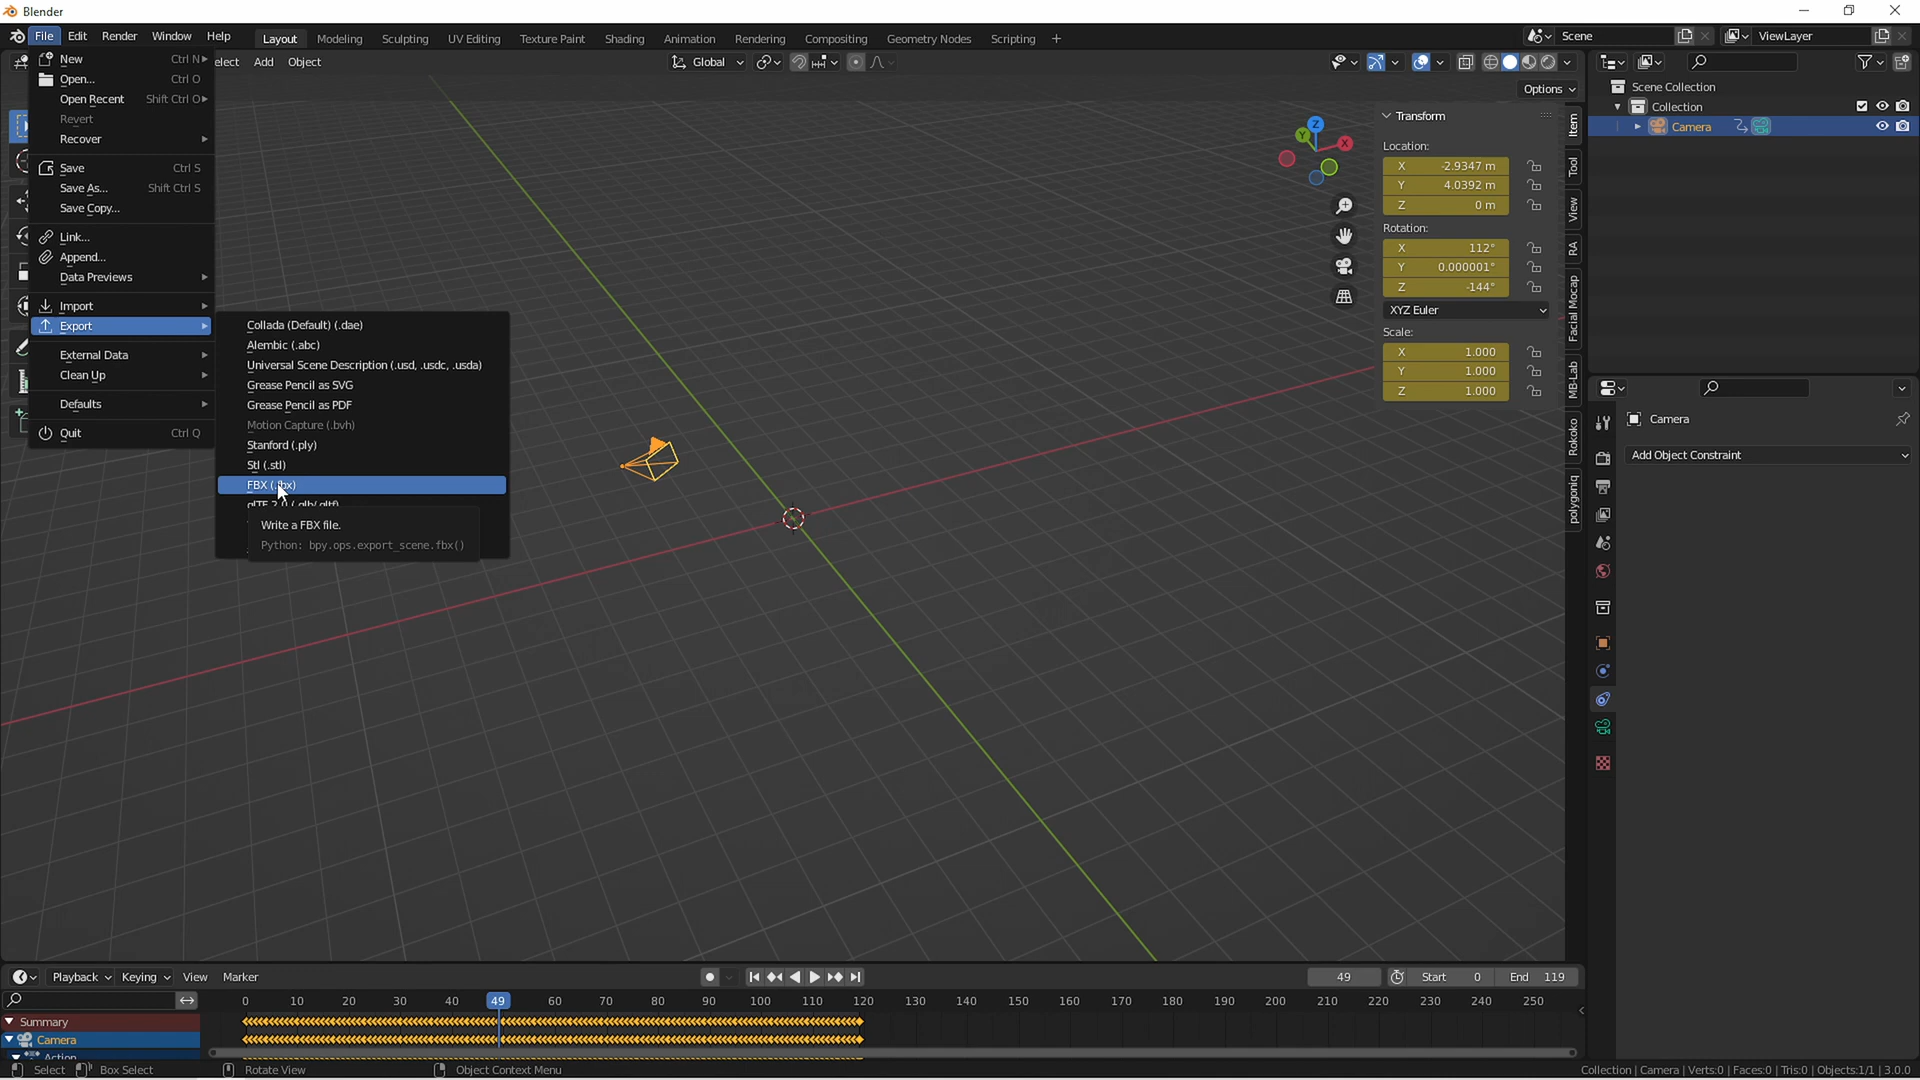 Blender
File Edit Render Window Help Layout Modeling Sculpting UV Editing Texture Paint Shading Animation Rendering Compositing Geometry Nodes Scripting + Scene ViewLayer
elect Add Object Global
Options
New Ctrl N
Open... Ctrl O
Open Recent Shift Ctrl O
Revert
Recover
Save Ctrl S
Save As... Shift Ctrl S
Save Copy...
Link...
Append...
Data Previews
Import
Export
External Data
Clean Up
Defaults
Quit Ctrl Q
Collada (Default) (.dae)
Alembic (.abc)
Universal Scene Description (.usd, .usdc, .usda)
Grease Pencil as SVG
Grease Pencil as PDF
Motion Capture (.bvh)
Stanford (.ply)
Stl (.stl)
FBX (.fbx)
glTF 2.0 (.glb/.gltf)
Write a FBX file.
Python: bpy.ops.export_scene.fbx()
Z
Y
X
Transform
Location:
X -2.9347 m
Y 4.0392 m
Z 0 m
Rotation:
X 112°
Y 0.000001°
Z -144°
XYZ Euler
Scale:
X 1.000
Y 1.000
Z 1.000
Item
Tool
View
RA
Facial Mocap
MB-Lab
Rokoko
polygoniq
Scene Collection
Collection
Camera
Camera
Add Object Constraint
Playback Keying View Marker 49 Start 0 End 119
0 10 20 30 40 49 60 70 80 90 100 110 120 130 140 150 160 170 180 190 200 210 220 230 240 250
Summary
Camera
Action
Select Box Select Rotate View Object Context Menu Collection | Camera | Verts:0 | Faces:0 | Tris:0 | Objects:1/1 | 3.0.0